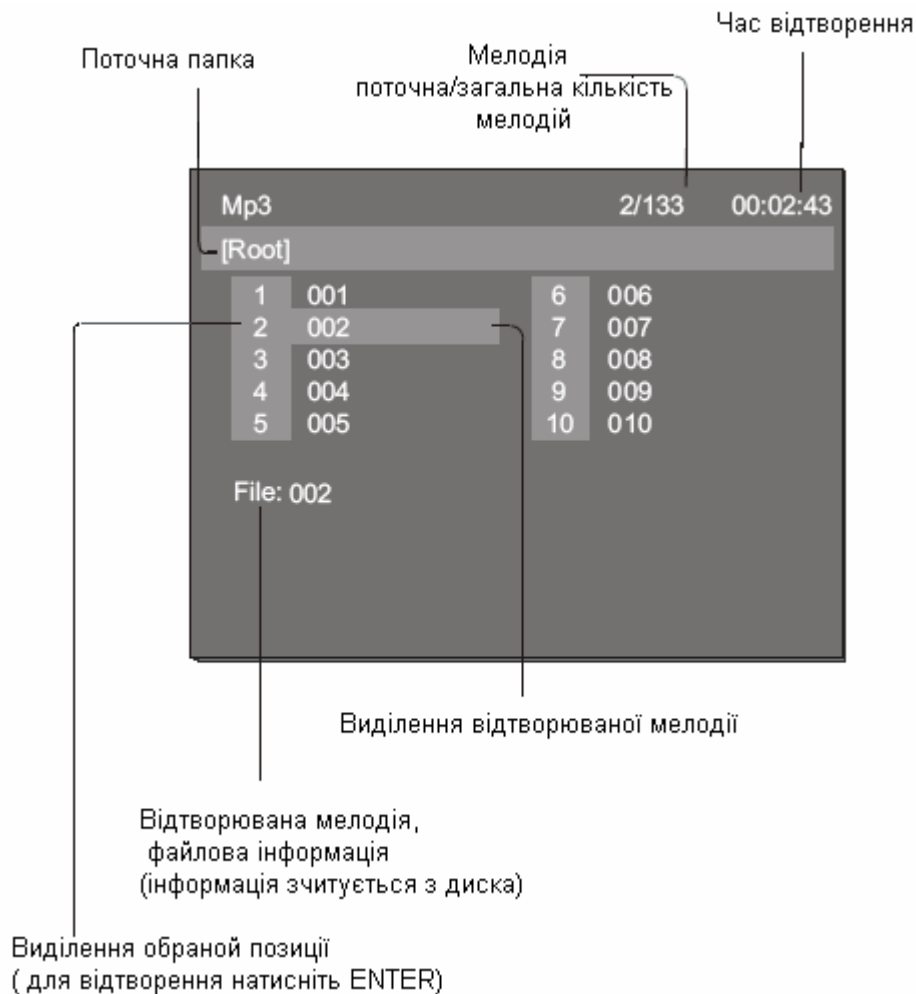 Час відтворення
Поточна папка
Мелодія
поточна/загальна кількість
мелодій
Mp3 2/133 00:02:43
[Root]
1 001 6 006
2 002 7 007
3 003 8 008
4 004 9 009
5 005 10 010
File: 002
Виділення відтворюваної мелодії
Відтворювана мелодія,
файлова інформація
(інформація зчитується з диска)
Виділення обраной позиції
( для відтворення натисніть ENTER)